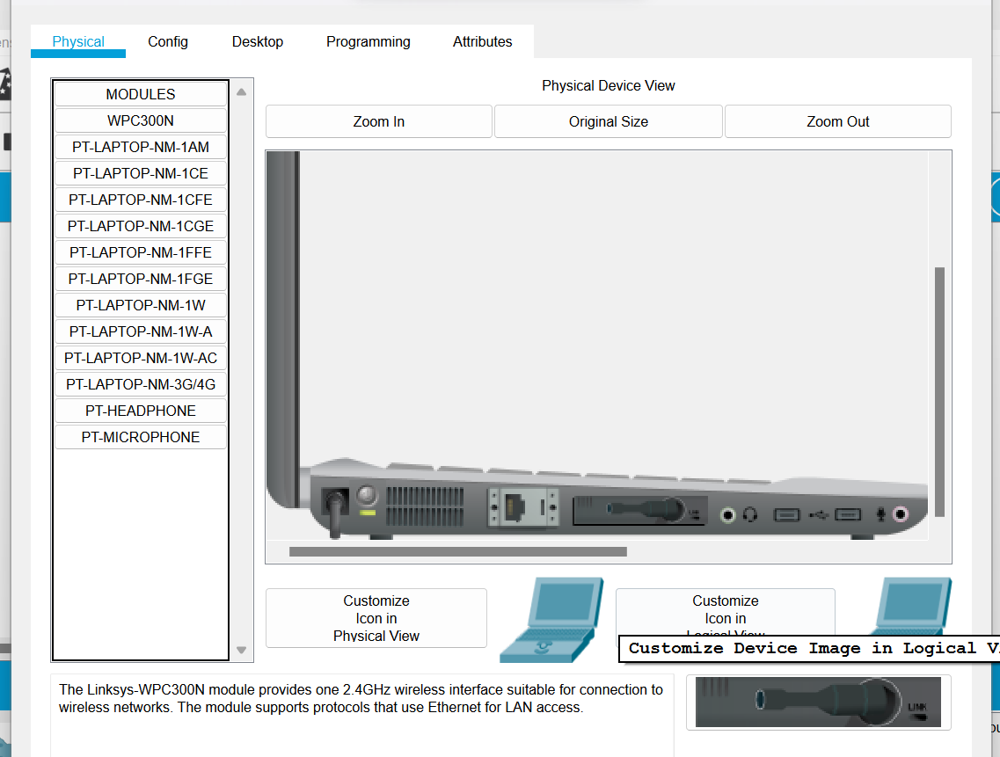 Physical
Config
Desktop
Programming
Attributes
MODULES
WPC300N
PT-LAPTOP-NM-1AM
PT-LAPTOP-NM-1CE
PT-LAPTOP-NM-1CFE
PT-LAPTOP-NM-1CGE
PT-LAPTOP-NM-1FFE
PT-LAPTOP-NM-1FGE
PT-LAPTOP-NM-1W
PT-LAPTOP-NM-1W-A
PT-LAPTOP-NM-1W-AC
PT-LAPTOP-NM-3G/4G
PT-HEADPHONE
PT-MICROPHONE
Physical Device View
Zoom In
Original Size
Zoom Out
Customize
Icon in
Physical View
Customize
Icon in
Logical View
Customize Device Image in Logical
The Linksys-WPC300N module provides one 2.4GHz wireless interface suitable for connection to
wireless networks. The module supports protocols that use Ethernet for LAN access.
LINK